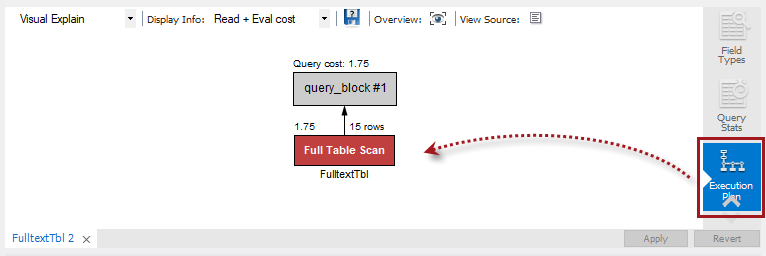 Visual Explain Display Info: Read + Eval cost Overview: View Source:
Field
Types
Query
Stats
Execution
Plan
Query cost: 1.75
query_block #1
1.75 15 rows
Full Table Scan
FulltextTbl
FulltextTbl 2 ×
Apply Revert